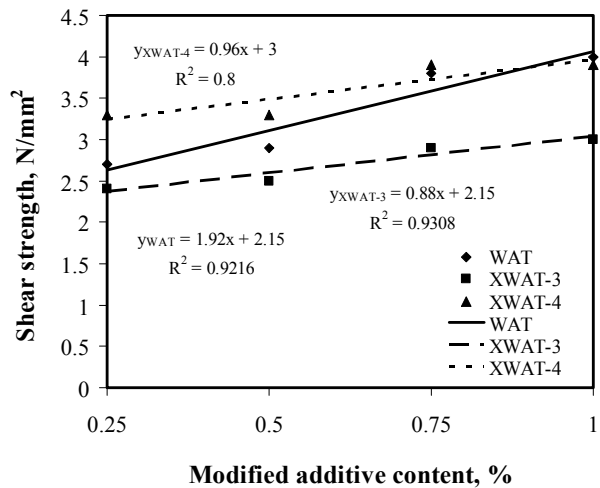 4.5
4
3.5
3
2.5
2
1.5
1
0.5
0
Shear strength, N/mm²
y_XWAT-4 = 0.96x + 3
R² = 0.8
y_XWAT-3 = 0.88x + 2.15
R² = 0.9308
y_WAT = 1.92x + 2.15
R² = 0.9216
WAT
XWAT-3
XWAT-4
WAT
XWAT-3
XWAT-4
0.25 0.5 0.75 1
Modified additive content, %